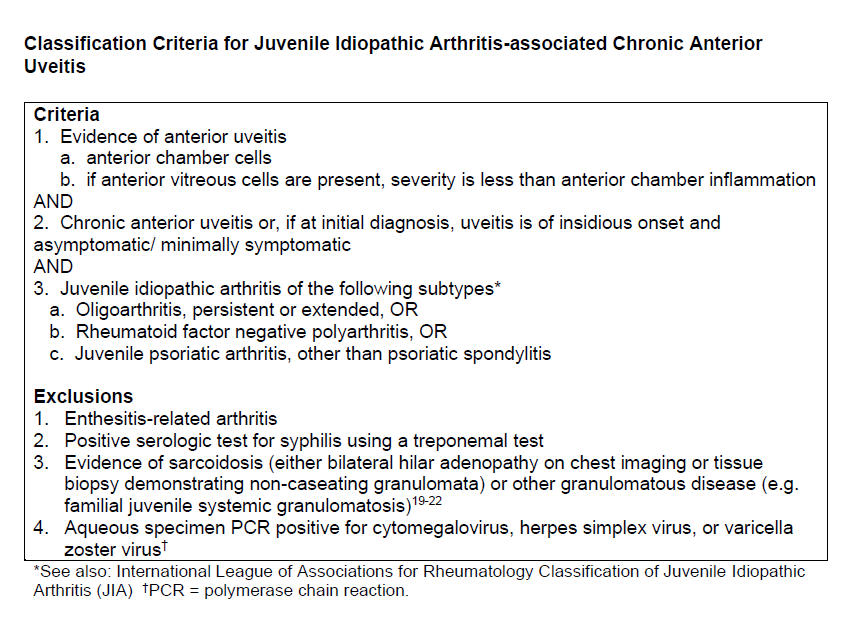 Classification Criteria for Juvenile Idiopathic Arthritis-associated Chronic Anterior
Uveitis
Criteria
1. Evidence of anterior uveitis
a. anterior chamber cells
b. if anterior vitreous cells are present, severity is less than anterior chamber inflammation
AND
2. Chronic anterior uveitis or, if at initial diagnosis, uveitis is of insidious onset and
asymptomatic/ minimally symptomatic
AND
3. Juvenile idiopathic arthritis of the following subtypes*
a. Oligoarthritis, persistent or extended, OR
b. Rheumatoid factor negative polyarthritis, OR
c. Juvenile psoriatic arthritis, other than psoriatic spondylitis
Exclusions
1. Enthesitis-related arthritis
2. Positive serologic test for syphilis using a treponemal test
3. Evidence of sarcoidosis (either bilateral hilar adenopathy on chest imaging or tissue
biopsy demonstrating non-caseating granulomata) or other granulomatous disease (e.g.
familial juvenile systemic granulomatosis)19-22
4. Aqueous specimen PCR positive for cytomegalovirus, herpes simplex virus, or varicella
zoster virus†
*See also: International League of Associations for Rheumatology Classification of Juvenile Idiopathic
Arthritis (JIA) †PCR = polymerase chain reaction.